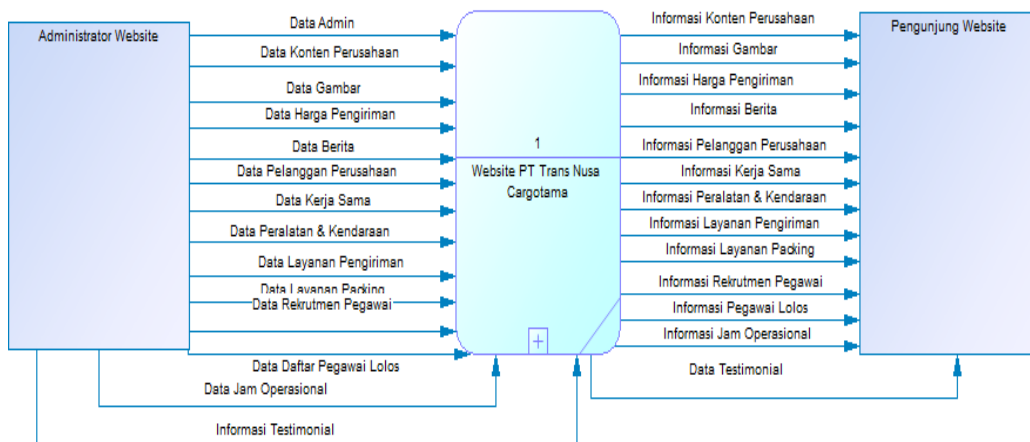 Administrator Website
Data Admin
Data Konten Perusahaan
Data Gambar
Data Harga Pengiriman
Data Berita
Data Pelanggan Perusahaan
Data Kerja Sama
Data Peralatan & Kendaraan
Data Layanan Pengiriman
Data Layanan Packing
Data Rekrutmen Pegawai
Data Daftar Pegawai Lolos
Data Jam Operasional
Informasi Testimonial
1
Website PT Trans Nusa
Cargotama
Informasi Konten Perusahaan
Informasi Gambar
Informasi Harga Pengiriman
Informasi Berita
Informasi Pelanggan Perusahaan
Informasi Kerja Sama
Informasi Peralatan & Kendaraan
Informasi Layanan Pengiriman
Informasi Layanan Packing
Informasi Rekrutmen Pegawai
Informasi Pegawai Lolos
Informasi Jam Operasional
Data Testimonial
Pengunjung Website